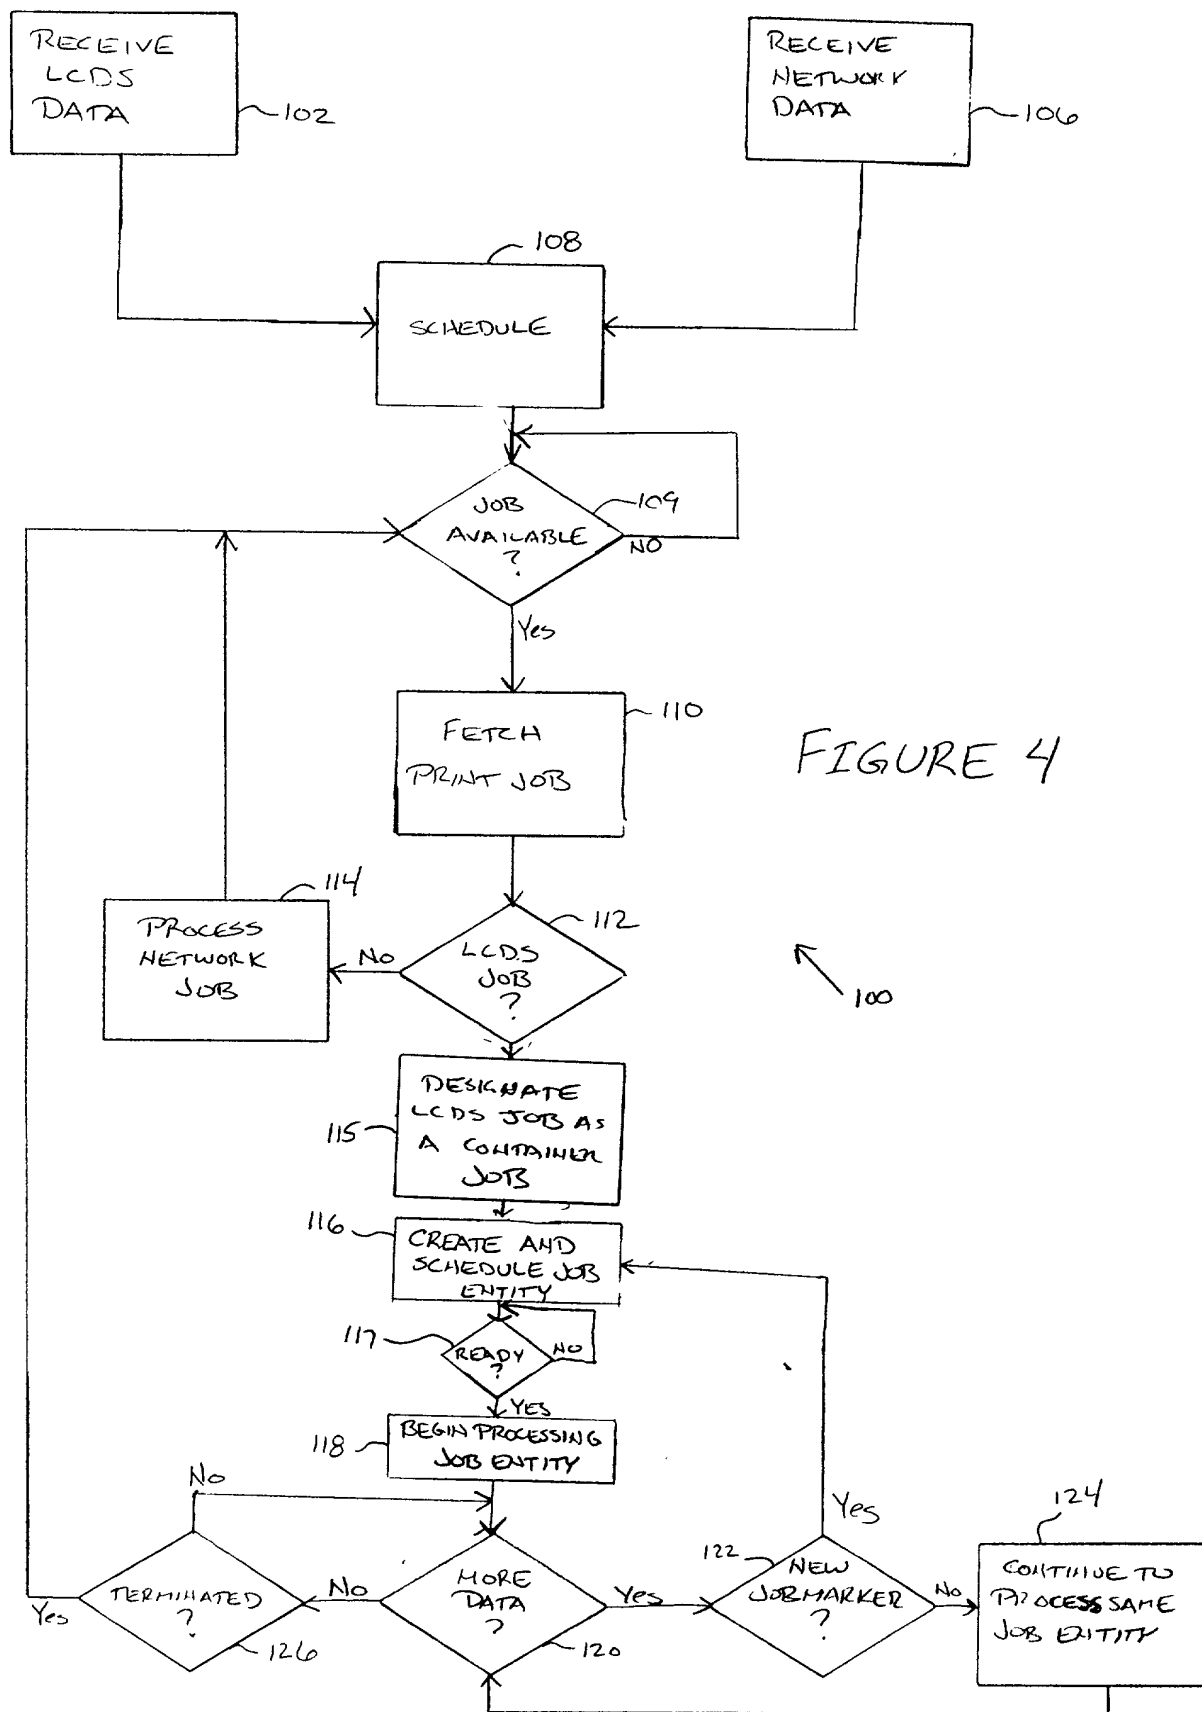 RECEIVE
LCDS
DATA
102
RECEIVE
NETWORK
DATA
106
108
SCHEDULE
JOB
AVAILABLE
?
109
NO
Yes
FETCH
PRINT JOB
110
FIGURE 4
114
PROCESS
NETWORK
JOB
No
LCDS
JOB
?
112
100
DESIGNATE
LCDS JOB AS
A CONTAINER
JOB
115
116
CREATE AND
SCHEDULE JOB
ENTITY
117
READY
?
NO
YES
118
BEGIN PROCESSING
JOB ENTITY
No
TERMINATED
?
Yes
126
No
MORE
DATA
?
120
Yes
122
NEW
JOBMARKER
?
Yes
No
124
CONTINUE TO
PROCESS SAME
JOB ENTITY